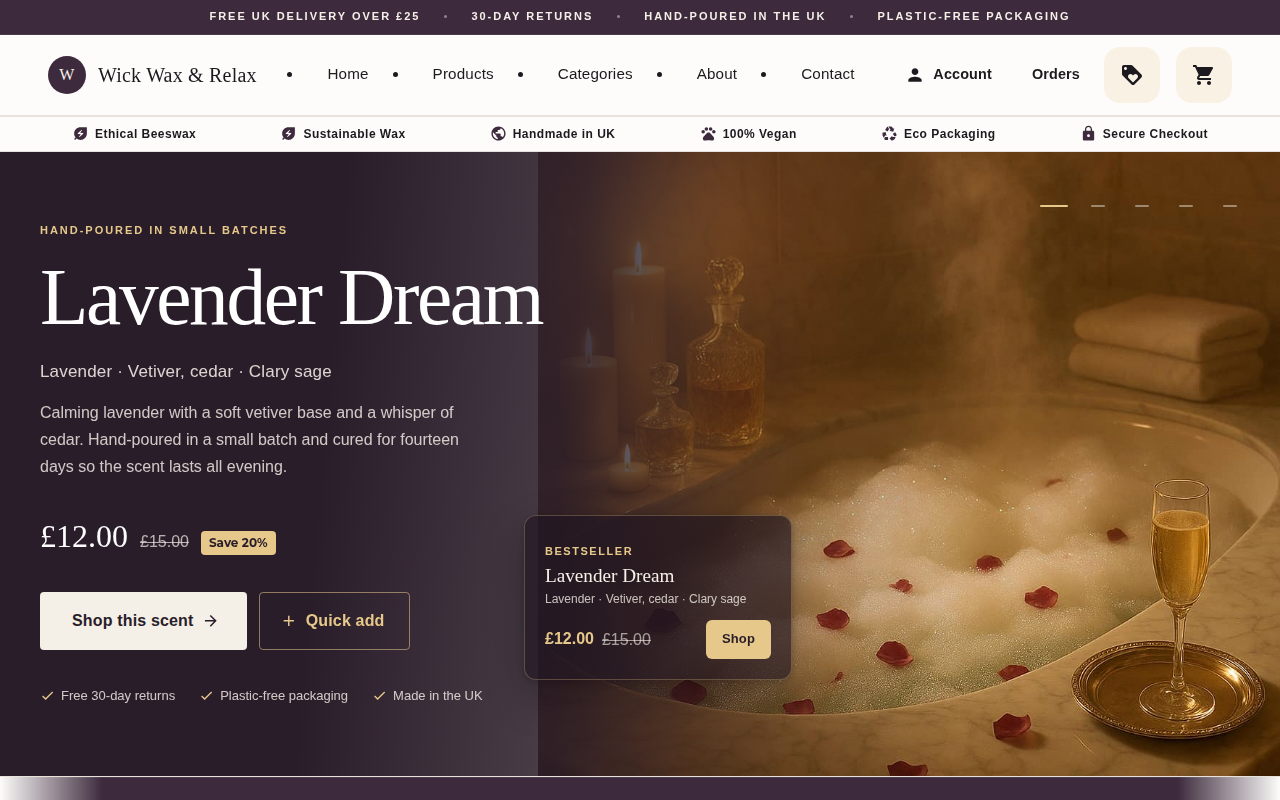 FREE UK DELIVERY OVER £25 • 30-DAY RETURNS • HAND-POURED IN THE UK • PLASTIC-FREE PACKAGING
W Wick Wax & Relax • Home • Products • Categories • About • Contact Account Orders
Ethical Beeswax Sustainable Wax Handmade in UK 100% Vegan Eco Packaging Secure Checkout
HAND-POURED IN SMALL BATCHES
Lavender Dream
Lavender · Vetiver, cedar · Clary sage
Calming lavender with a soft vetiver base and a whisper of
cedar. Hand-poured in a small batch and cured for fourteen
days so the scent lasts all evening.
£12.00 £15.00 Save 20%
Shop this scent → + Quick add
Free 30-day returns Plastic-free packaging Made in the UK
BESTSELLER
Lavender Dream
Lavender · Vetiver, cedar · Clary sage
£12.00 £15.00 Shop